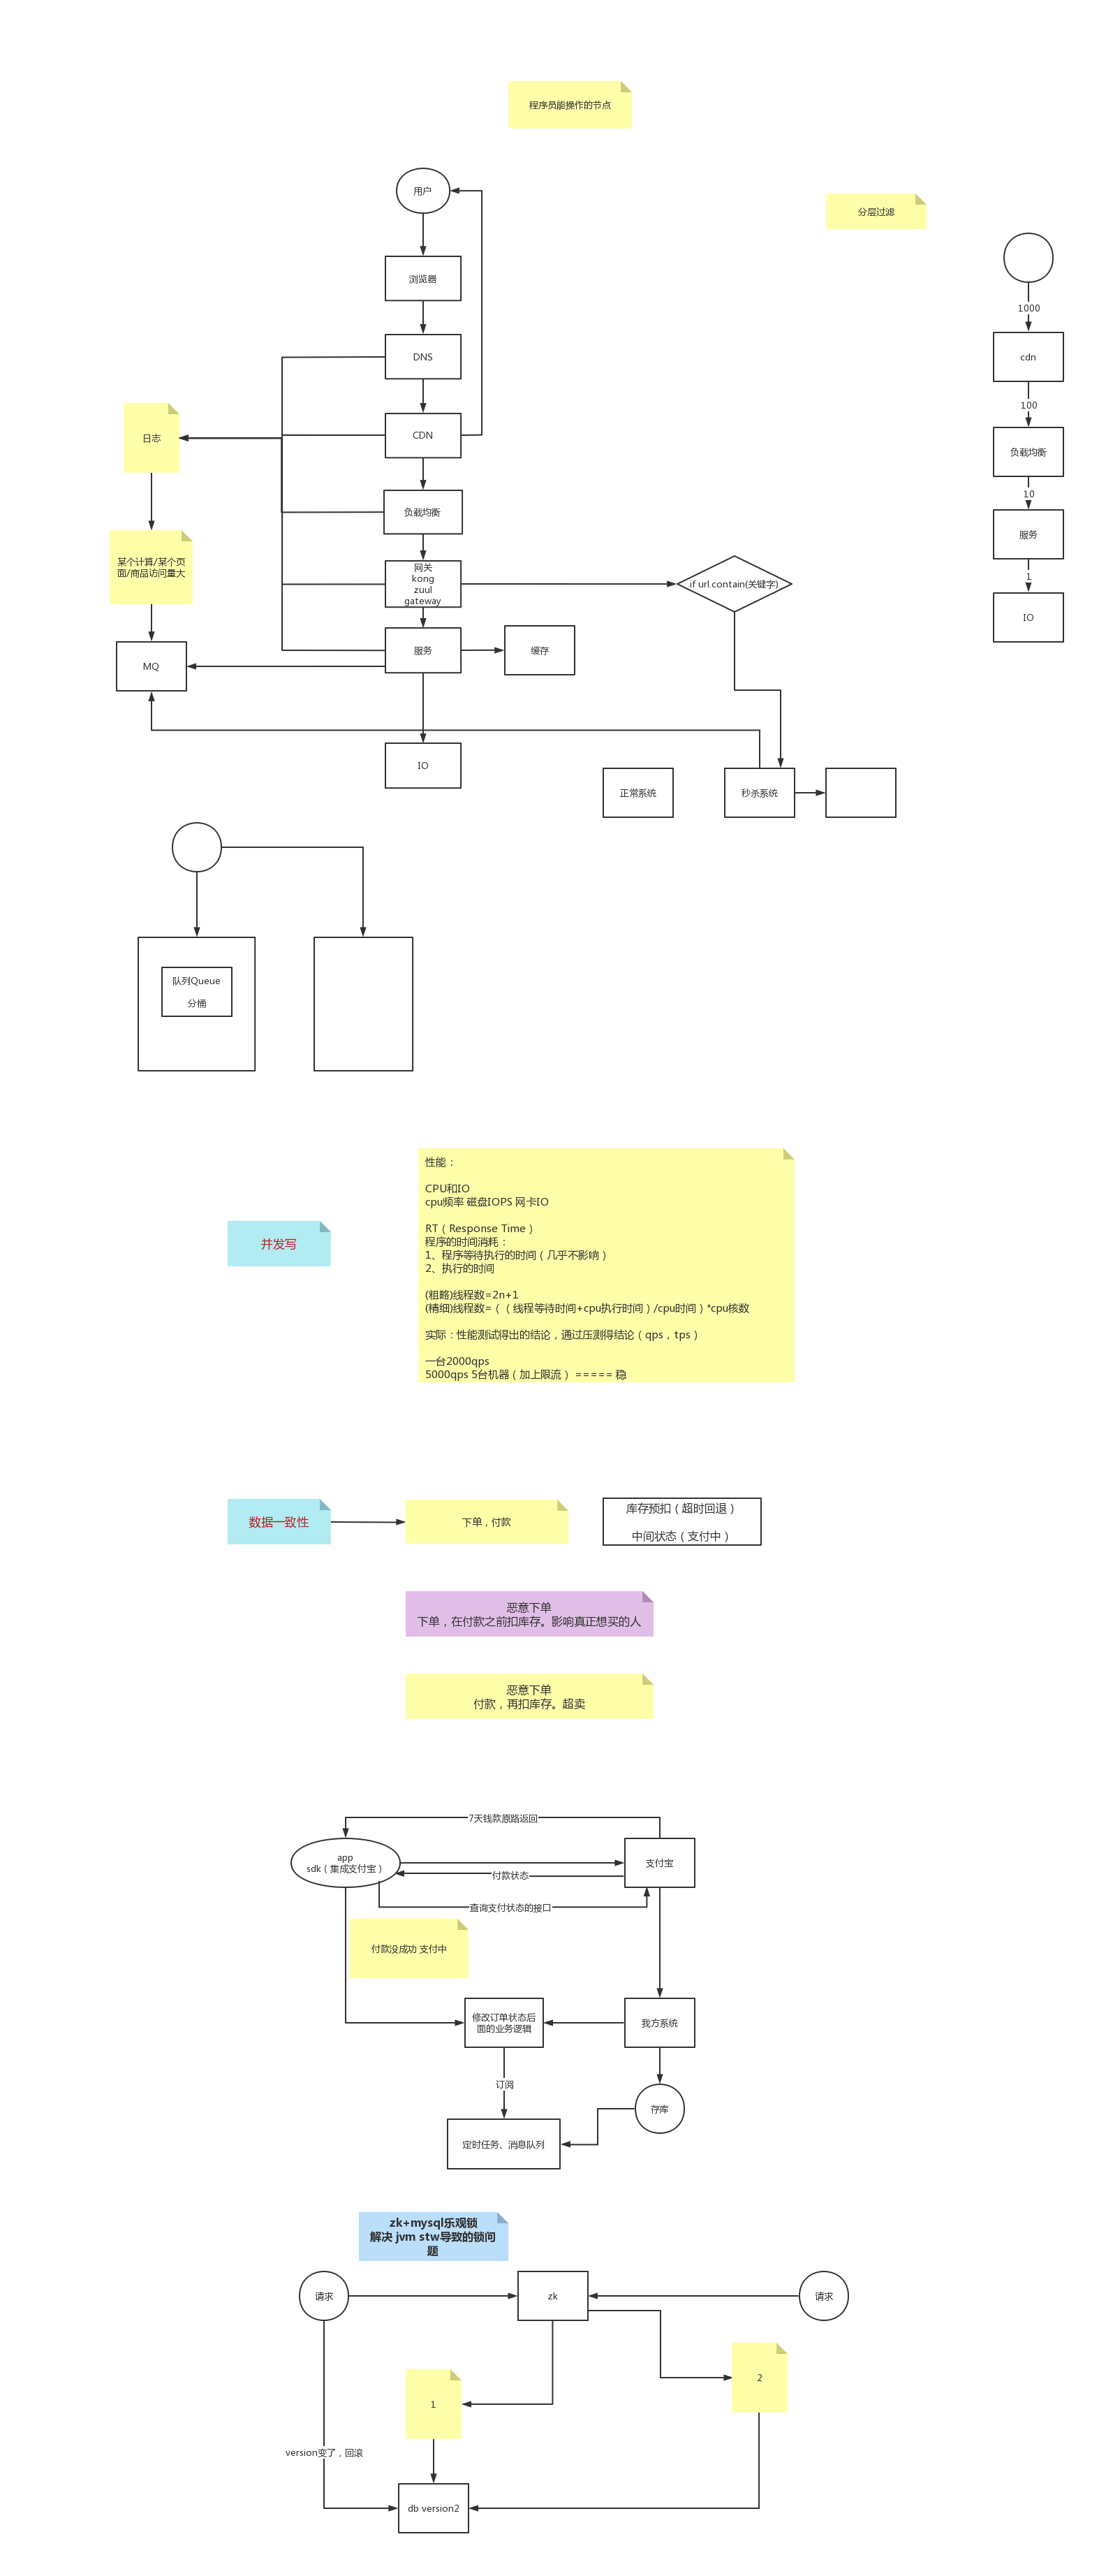 程序员能操作的节点
用户
分层过滤
浏览器
1000
DNS
cdn
100
日志
CDN
负载均衡
10
负载均衡
服务
某个计算/某个页
面/商品访问量大
网关
kong
zuul
gateway
if url.contain(关键字)
1
IO
MQ
服务
缓存
IO
正常系统
秒杀系统
队列Queue
分桶
并发写
性能：
CPU和IO
cpu频率 磁盘IOPS 网卡IO
RT（Response Time）
程序的时间消耗：
1、程序等待执行的时间（几乎不影响）
2、执行的时间
(粗略)线程数=2n+1
(精细)线程数=（（线程等待时间+cpu执行时间）/cpu时间）*cpu核数
实际：性能测试得出的结论，通过压测得结论（qps，tps）
一台2000qps
5000qps 5台机器（加上限流） ===== 稳
数据一致性
下单，付款
库存预扣（超时回退）
中间状态（支付中）
恶意下单
下单，在付款之前扣库存。影响真正想买的人
恶意下单
付款，再扣库存。超卖
7天钱款原路返回
app
sdk（集成支付宝）
支付宝
付款状态
查询支付状态的接口
付款没成功 支付中
修改订单状态后
面的业务逻辑
我方系统
订阅
存库
定时任务、消息队列
zk+mysql乐观锁
解决 jvm stw导致的锁问
题
请求
zk
请求
2
1
version变了，回滚
db version2